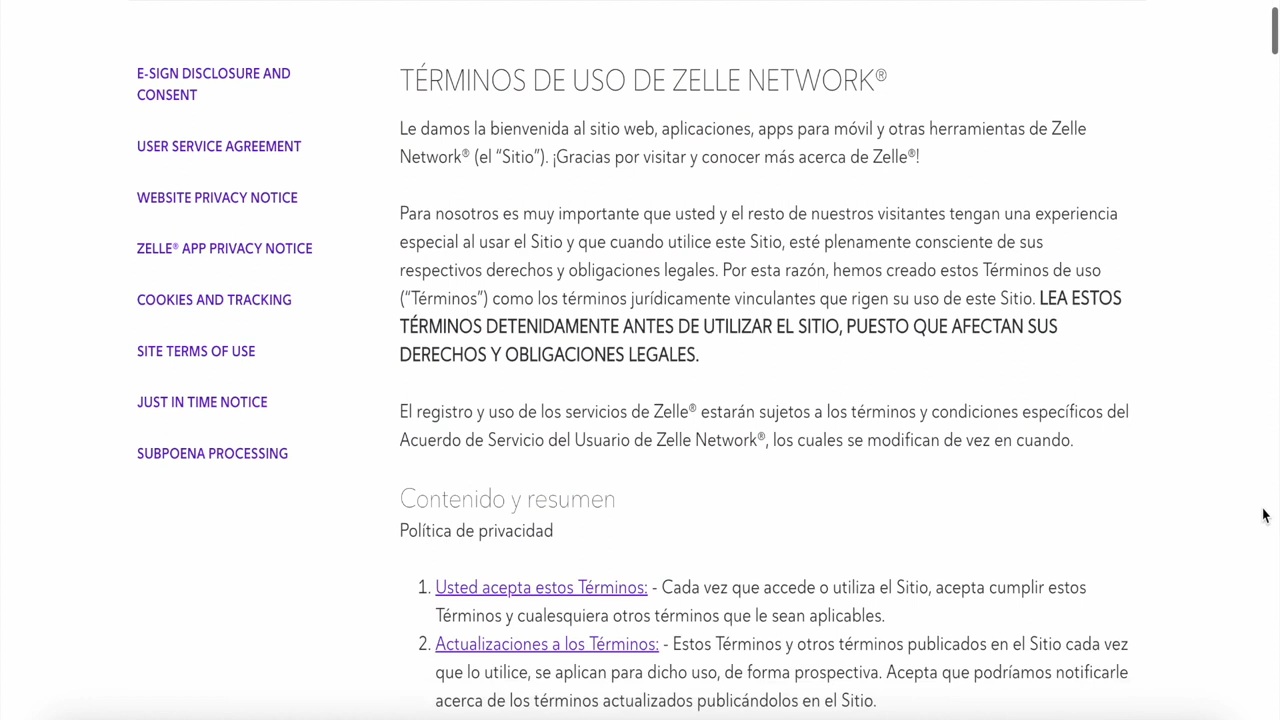 E-SIGN DISCLOSURE AND
CONSENT
USER SERVICE AGREEMENT
WEBSITE PRIVACY NOTICE
ZELLE® APP PRIVACY NOTICE
COOKIES AND TRACKING
SITE TERMS OF USE
JUST IN TIME NOTICE
SUBPOENA PROCESSING
TÉRMINOS DE USO DE ZELLE NETWORK®
Le damos la bienvenida al sitio web, aplicaciones, apps para móvil y otras herramientas de Zelle
Network® (el “Sitio”). ¡Gracias por visitar y conocer más acerca de Zelle®!
Para nosotros es muy importante que usted y el resto de nuestros visitantes tengan una experiencia
especial al usar el Sitio y que cuando utilice este Sitio, esté plenamente consciente de sus
respectivos derechos y obligaciones legales. Por esta razón, hemos creado estos Términos de uso
(“Términos”) como los términos jurídicamente vinculantes que rigen su uso de este Sitio. LEA ESTOS
TÉRMINOS DETENIDAMENTE ANTES DE UTILIZAR EL SITIO, PUESTO QUE AFECTAN SUS
DERECHOS Y OBLIGACIONES LEGALES.
El registro y uso de los servicios de Zelle® estarán sujetos a los términos y condiciones específicos del
Acuerdo de Servicio del Usuario de Zelle Network®, los cuales se modifican de vez en cuando.
Contenido y resumen
Política de privacidad
1. Usted acepta estos Términos: - Cada vez que accede o utiliza el Sitio, acepta cumplir estos
Términos y cualesquiera otros términos que le sean aplicables.
2. Actualizaciones a los Términos: - Estos Términos y otros términos publicados en el Sitio cada vez
que lo utilice, se aplican para dicho uso, de forma prospectiva. Acepta que podríamos notificarle
acerca de los términos actualizados publicándolos en el Sitio.